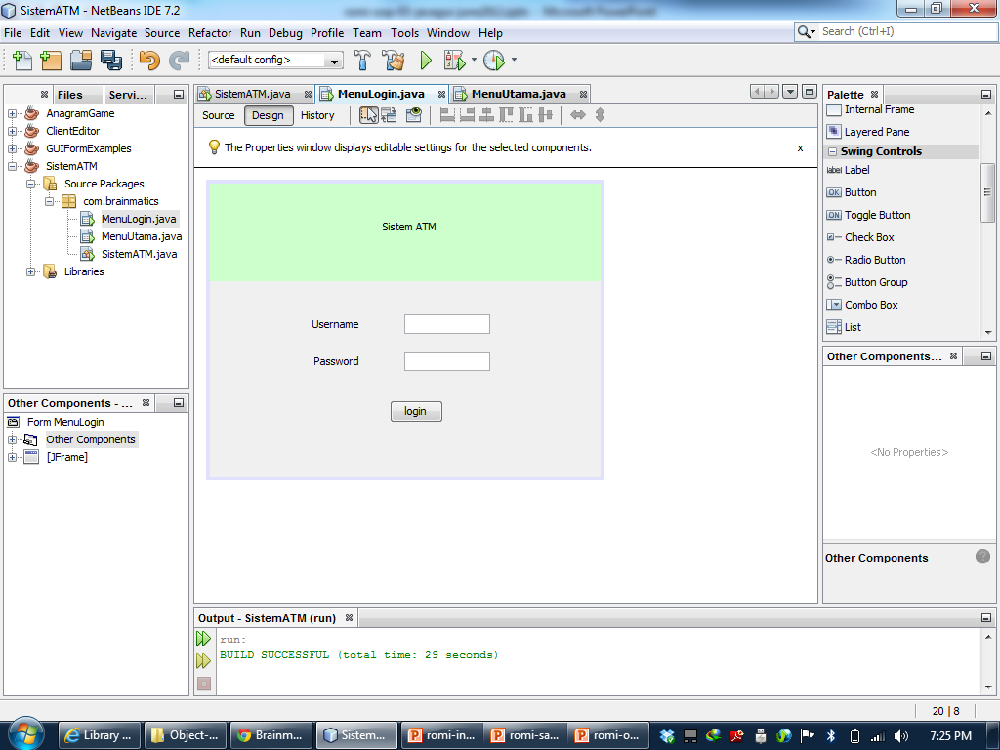 SistemATM - NetBeans IDE 7.2
File Edit View Navigate Source Refactor Run Debug Profile Team Tools Window Help
Search (Ctrl+I)
<default config>
Files
Servi...
AnagramGame
ClientEditor
GUIFormExamples
SistemATM
Source Packages
com.brainmatics
MenuLogin.java
MenuUtama.java
SistemATM.java
Libraries
Other Components - ...
Form MenuLogin
Other Components
[JFrame]
SistemATM.java
MenuLogin.java
MenuUtama.java
Source Design History
The Properties window displays editable settings for the selected components.
x
Sistem ATM
Username
Password
login
Palette
Internal Frame
Layered Pane
Swing Controls
label Label
OK Button
ON Toggle Button
Check Box
Radio Button
Button Group
Combo Box
List
Other Components...
<No Properties>
Other Components
?
Output - SistemATM (run)
run:
BUILD SUCCESSFUL (total time: 29 seconds)
20 | 8
Library ...
Object-...
Brainm...
Sistem...
romi-in...
romi-sa...
romi-o...
7:25 PM